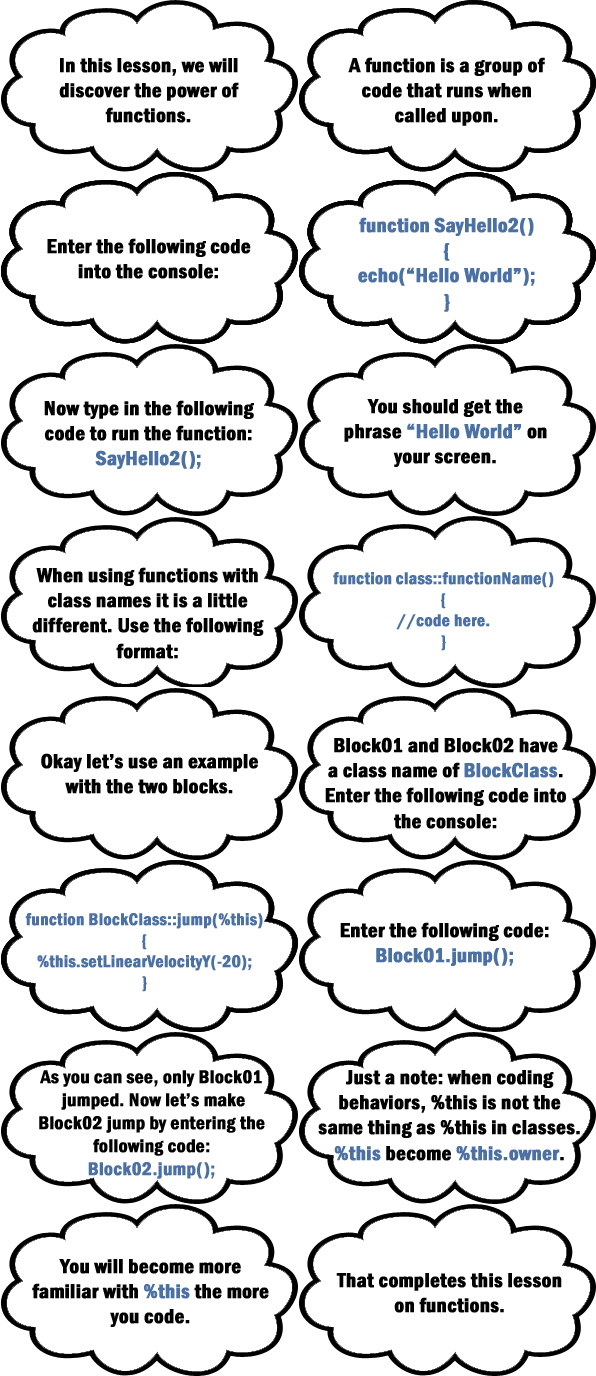 In this lesson, we will
discover the power of
functions.
A function is a group of
code that runs when
called upon.
Enter the following code
into the console:
function SayHello2()
{
echo(“Hello World”);
}
Now type in the following
code to run the function:
SayHello2();
You should get the
phrase “Hello World” on
your screen.
When using functions with
class names it is a little
different. Use the following
format:
function class::functionName()
{
//code here.
}
Okay let’s use an example
with the two blocks.
Block01 and Block02 have
a class name of BlockClass.
Enter the following code into
the console:
function BlockClass::jump(%this)
{
%this.setLinearVelocityY(-20);
}
Enter the following code:
Block01.jump();
As you can see, only Block01
jumped. Now let’s make
Block02 jump by entering the
following code:
Block02.jump();
Just a note: when coding
behaviors, %this is not the
same thing as %this in classes.
%this become %this.owner.
You will become more
familiar with %this the more
you code.
That completes this lesson
on functions.